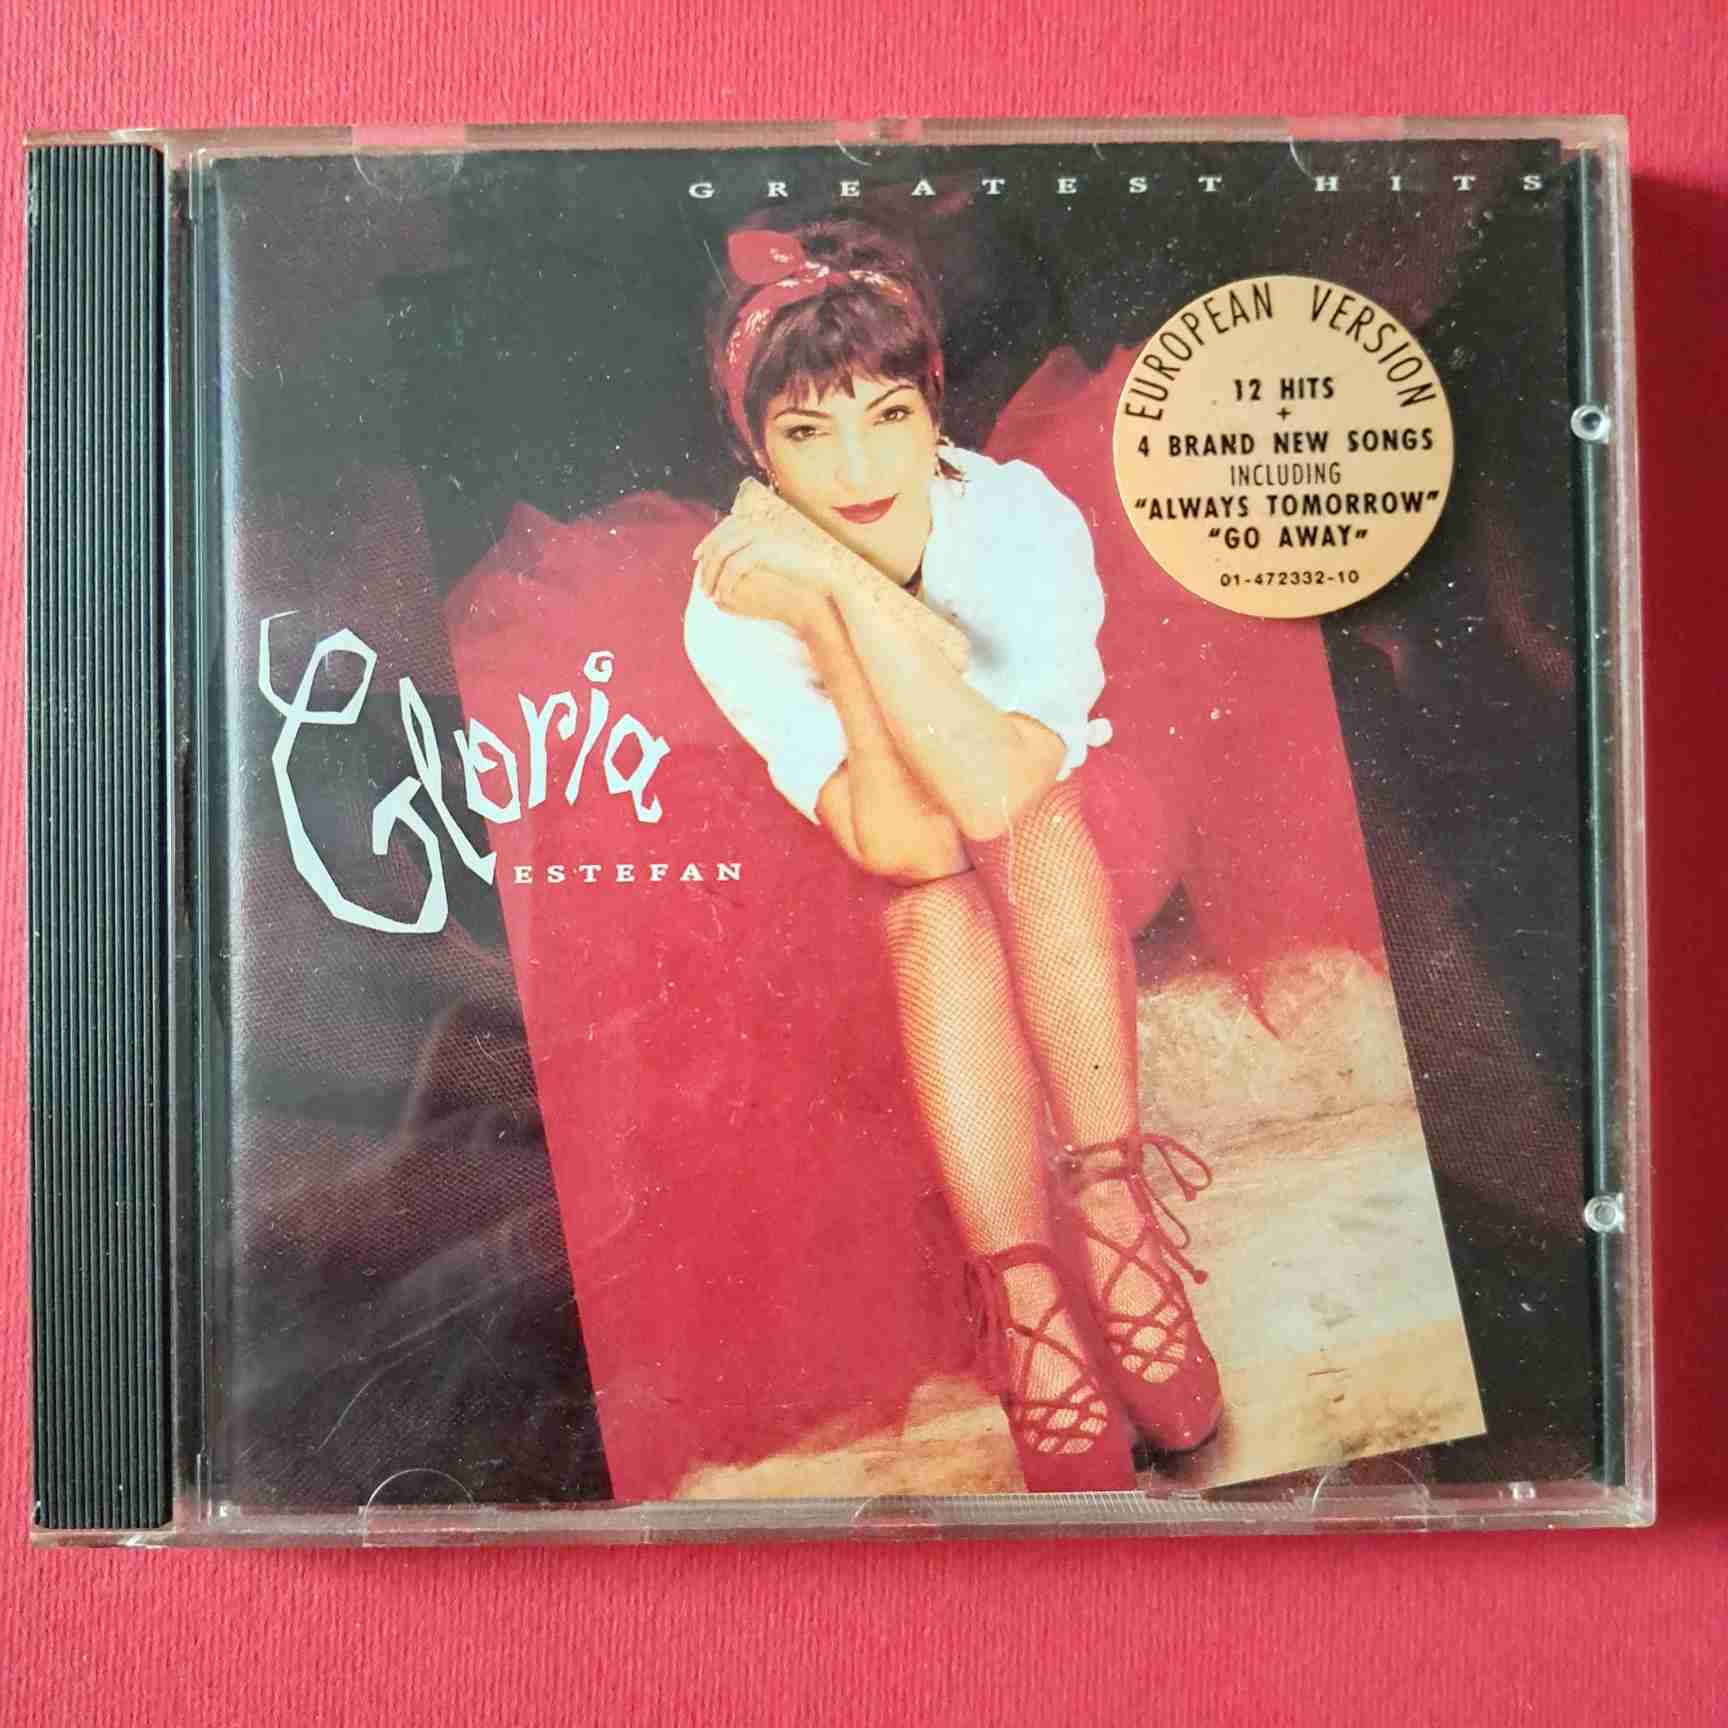 GREATEST HITS
EUROPEAN VERSION
12 HITS
+
4 BRAND NEW SONGS
INCLUDING
"ALWAYS TOMORROW"
"GO AWAY"
01-472332-10
Gloria
ESTEFAN